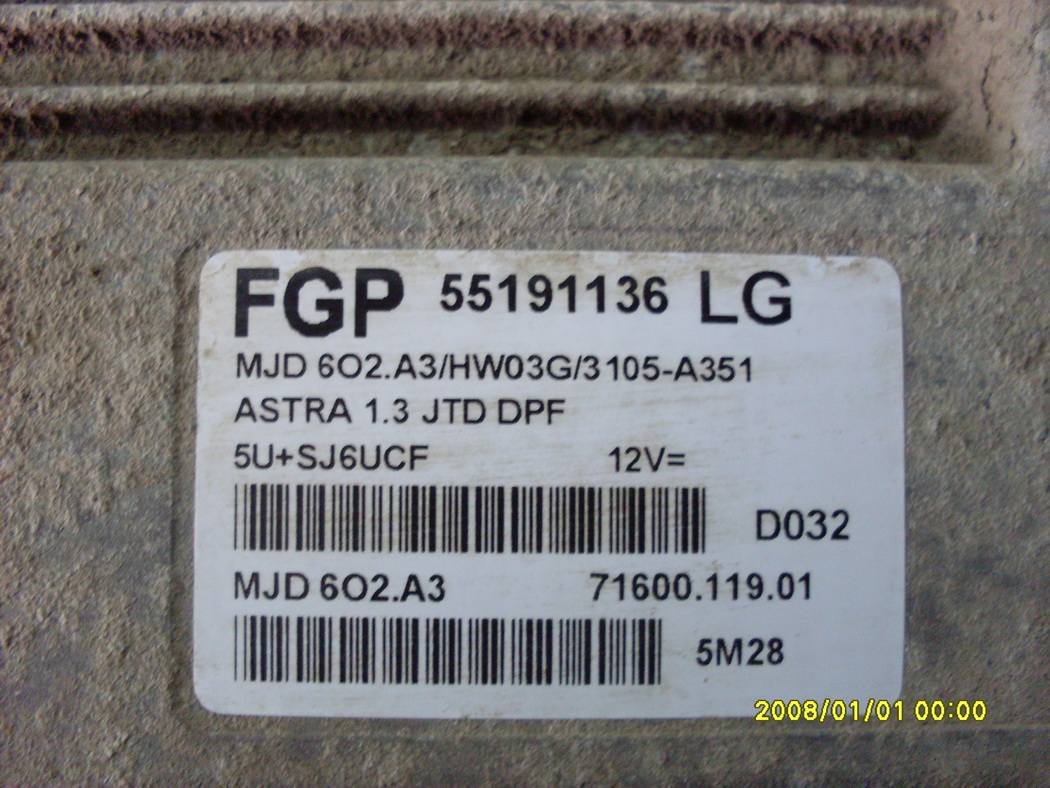 FGP 55191136 LG
MJD 6O2.A3/HW03G/3105-A351
ASTRA 1.3 JTD DPF
5U+SJ6UCF 12V=
D032
MJD 6O2.A3 71600.119.01
5M28
2008/01/01 00:00